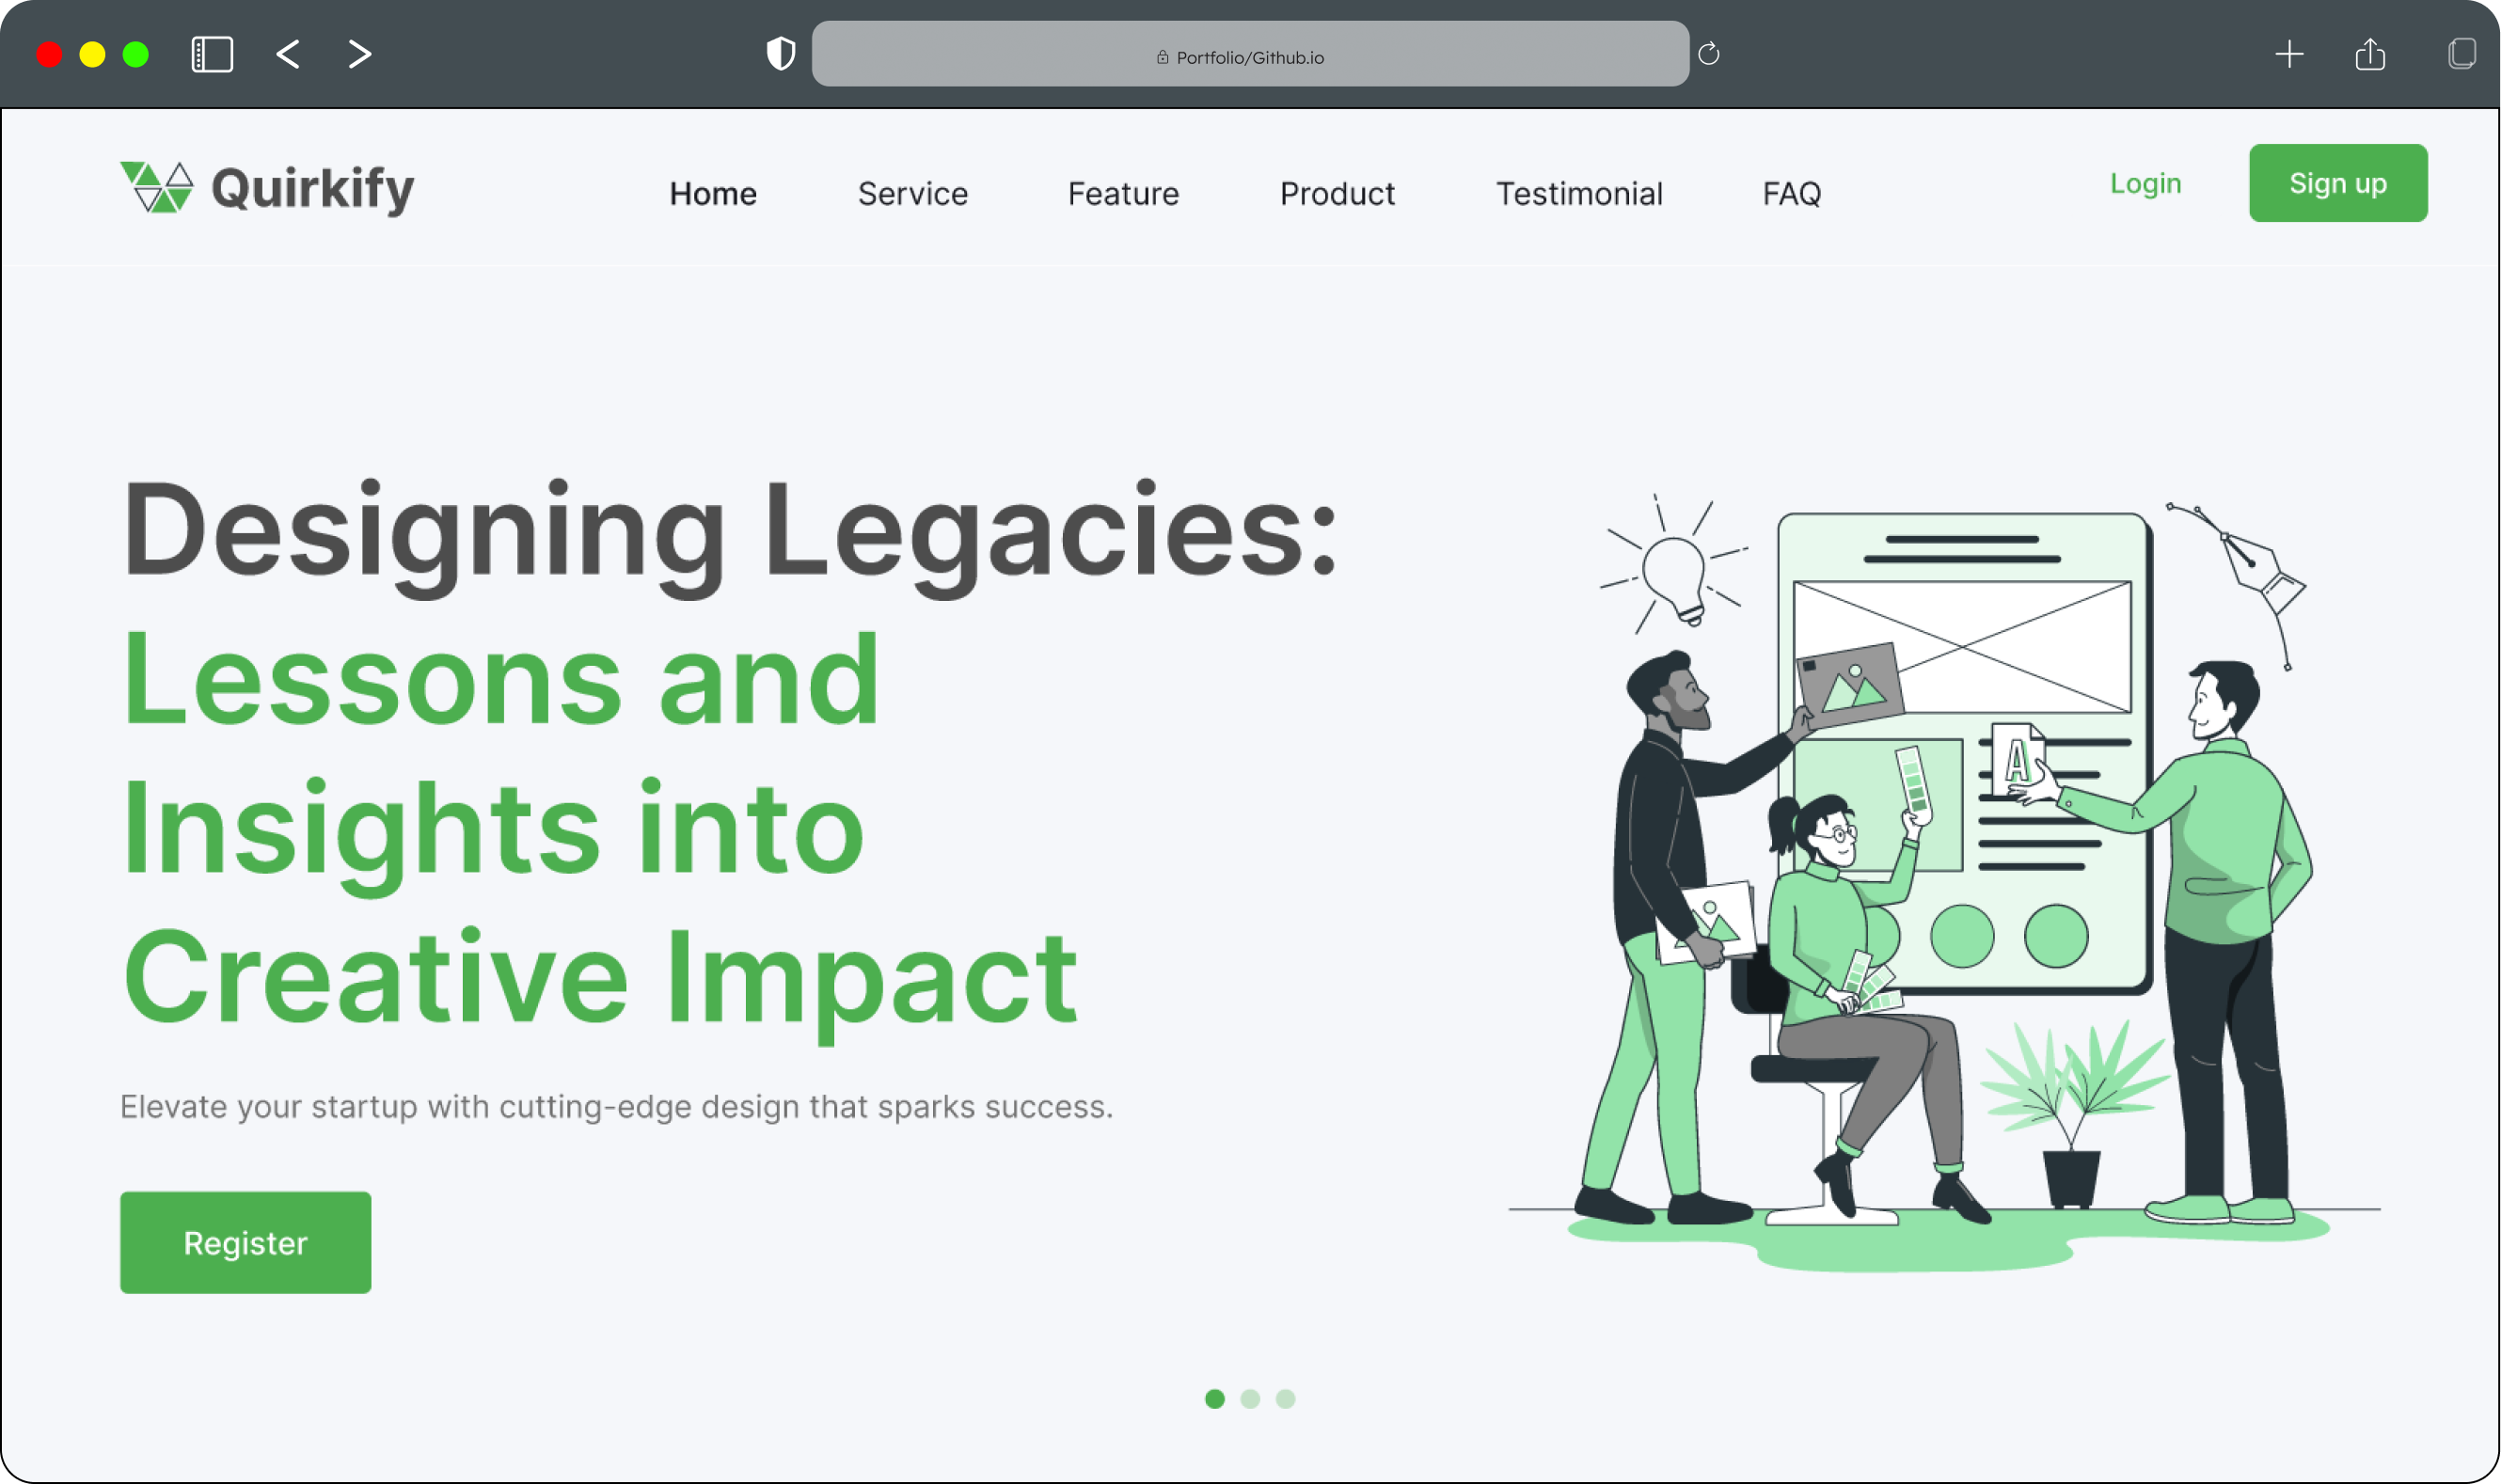 Portfolio/Github.io
Quirkify
Home Service Feature Product Testimonial FAQ Login Sign up
Designing Legacies:
Lessons and
Insights into
Creative Impact
Elevate your startup with cutting-edge design that sparks success.
Register
A